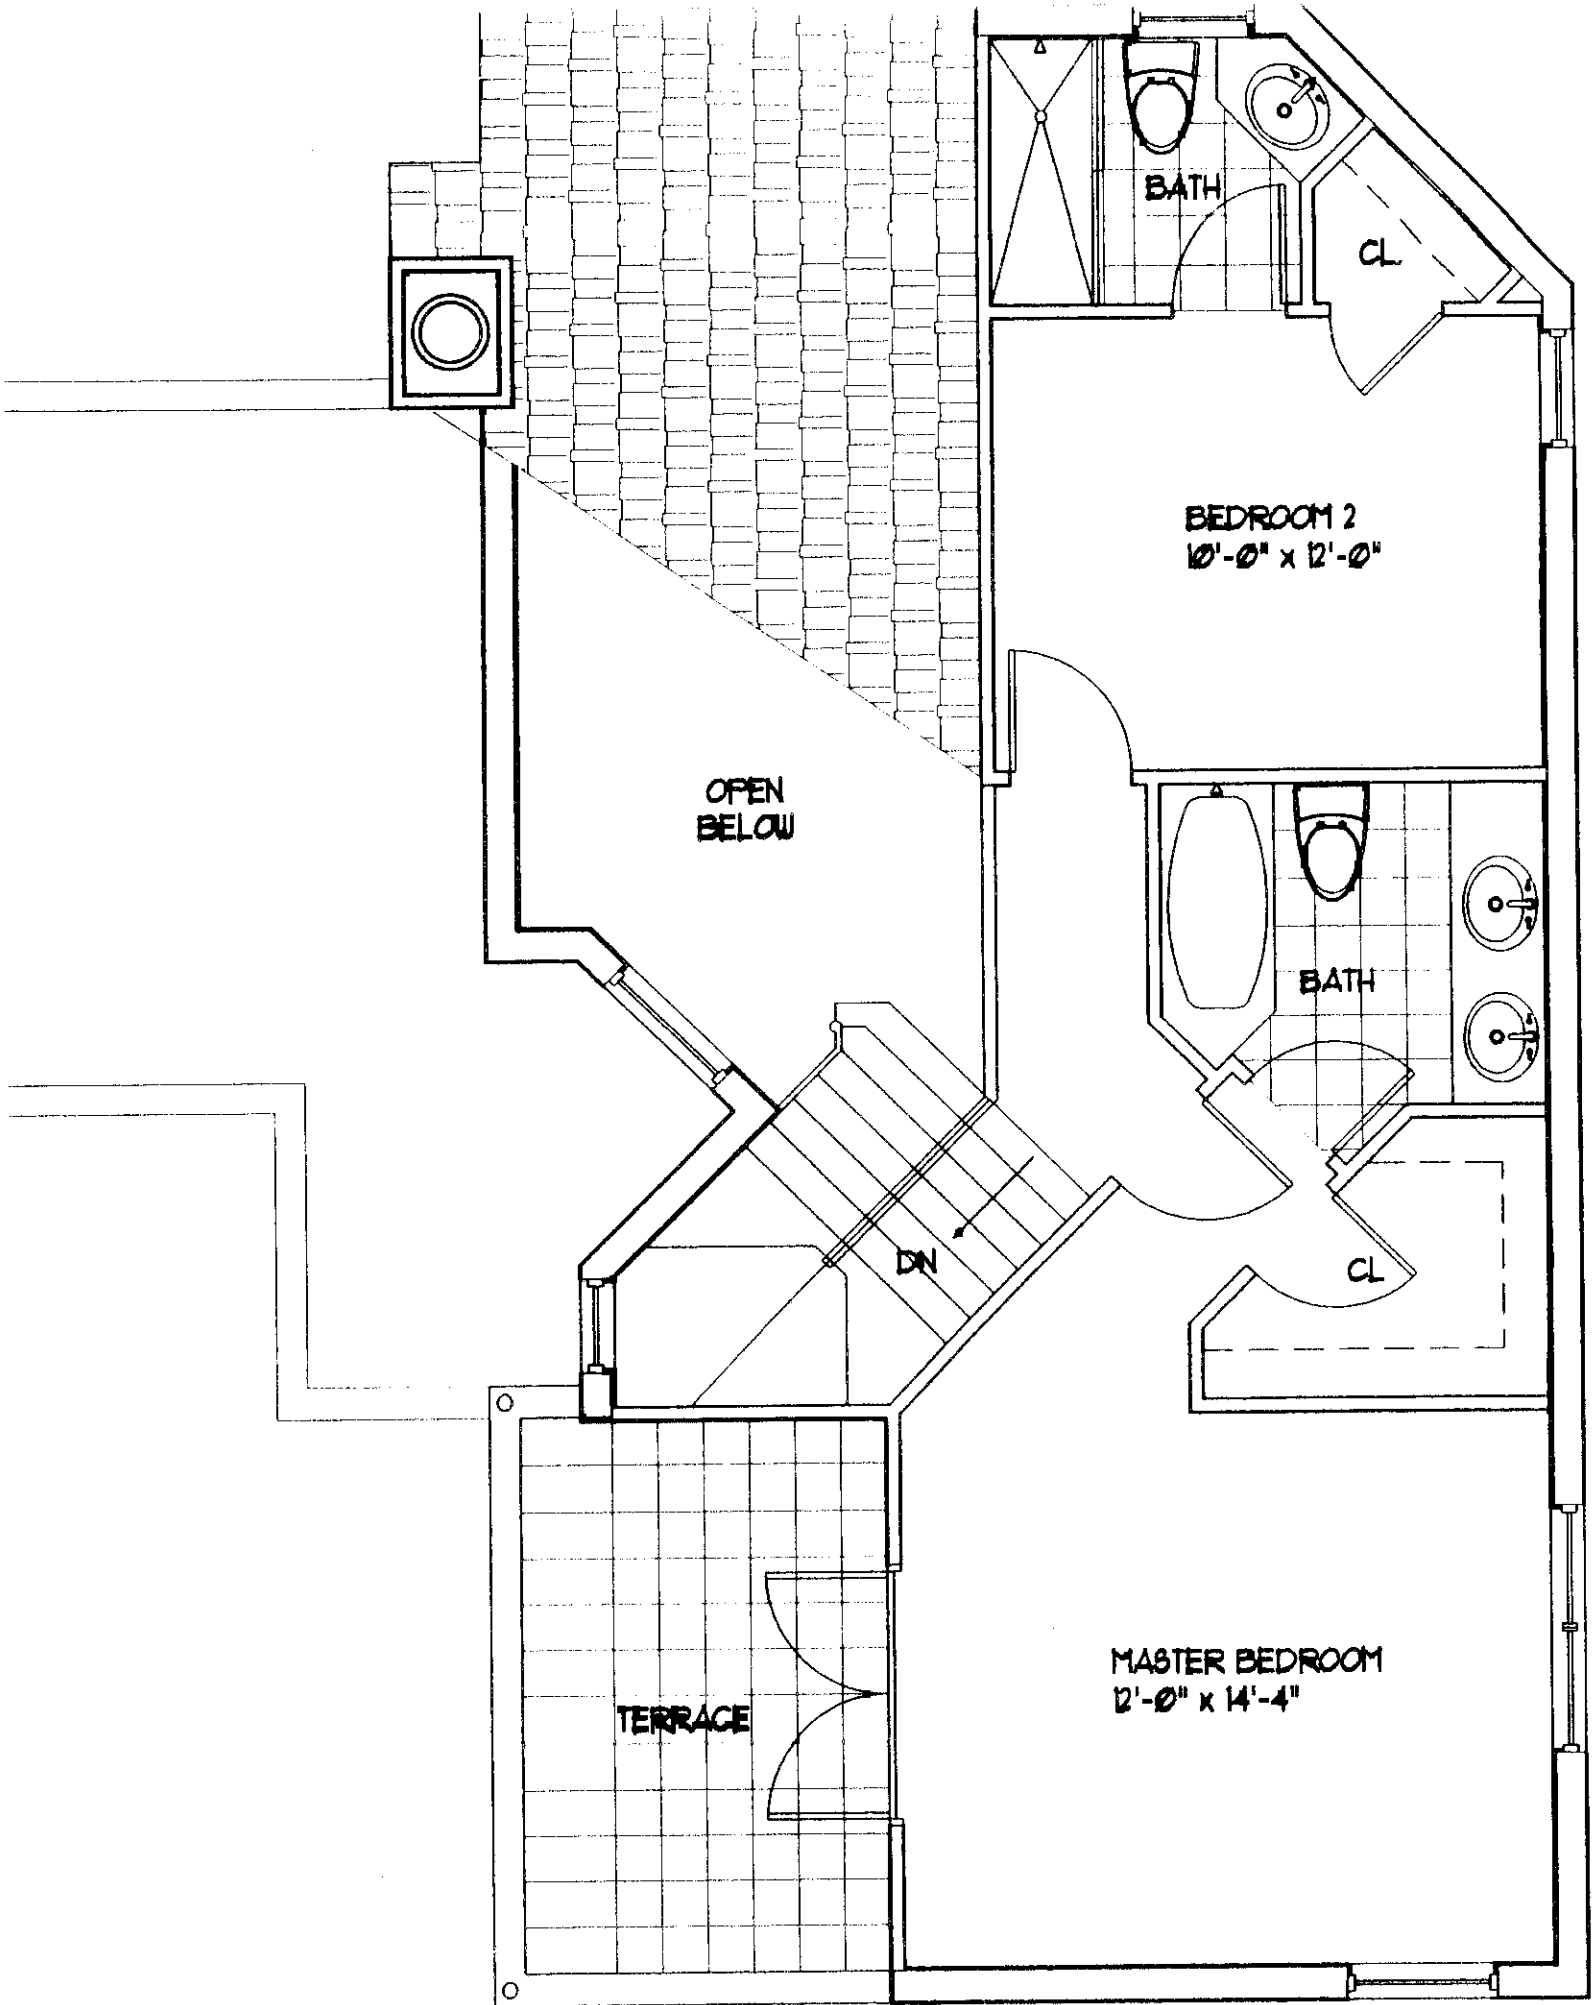 BATH
CL
BEDROOM 2
10'-0" x 12'-0"
OPEN
BELOW
BATH
DN
CL
MASTER BEDROOM
12'-0" x 14'-4"
TERRACE